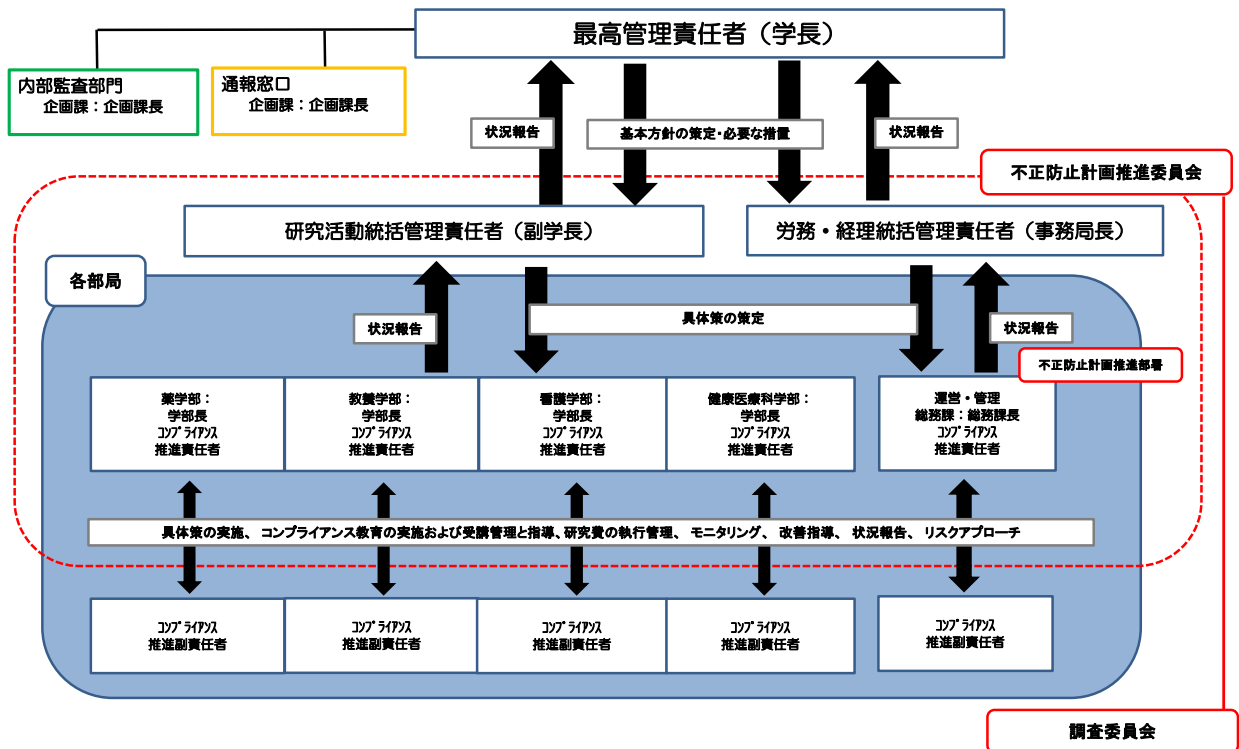 最高管理責任者（学長）
内部監査部門
企画課：企画課長
通報窓口
企画課：企画課長
状況報告
基本方針の策定・必要な措置
状況報告
不正防止計画推進委員会
研究活動統括管理責任者（副学長）
労務・経理統括管理責任者（事務局長）
各部局
状況報告
具体策の策定
状況報告
不正防止計画推進部署
薬学部：
学部長
ｺﾝﾌﾟﾗｲｱﾝｽ
推進責任者
教養学部：
学部長
ｺﾝﾌﾟﾗｲｱﾝｽ
推進責任者
看護学部：
学部長
ｺﾝﾌﾟﾗｲｱﾝｽ
推進責任者
健康医療科学部：
学部長
ｺﾝﾌﾟﾗｲｱﾝｽ
推進責任者
運営・管理
総務課：総務課長
ｺﾝﾌﾟﾗｲｱﾝｽ
推進責任者
具体策の実施、コンプライアンス教育の実施および受講管理と指導、研究費の執行管理、モニタリング、改善指導、状況報告、リスクアプローチ
ｺﾝﾌﾟﾗｲｱﾝｽ
推進副責任者
ｺﾝﾌﾟﾗｲｱﾝｽ
推進副責任者
ｺﾝﾌﾟﾗｲｱﾝｽ
推進副責任者
ｺﾝﾌﾟﾗｲｱﾝｽ
推進副責任者
ｺﾝﾌﾟﾗｲｱﾝｽ
推進副責任者
調査委員会